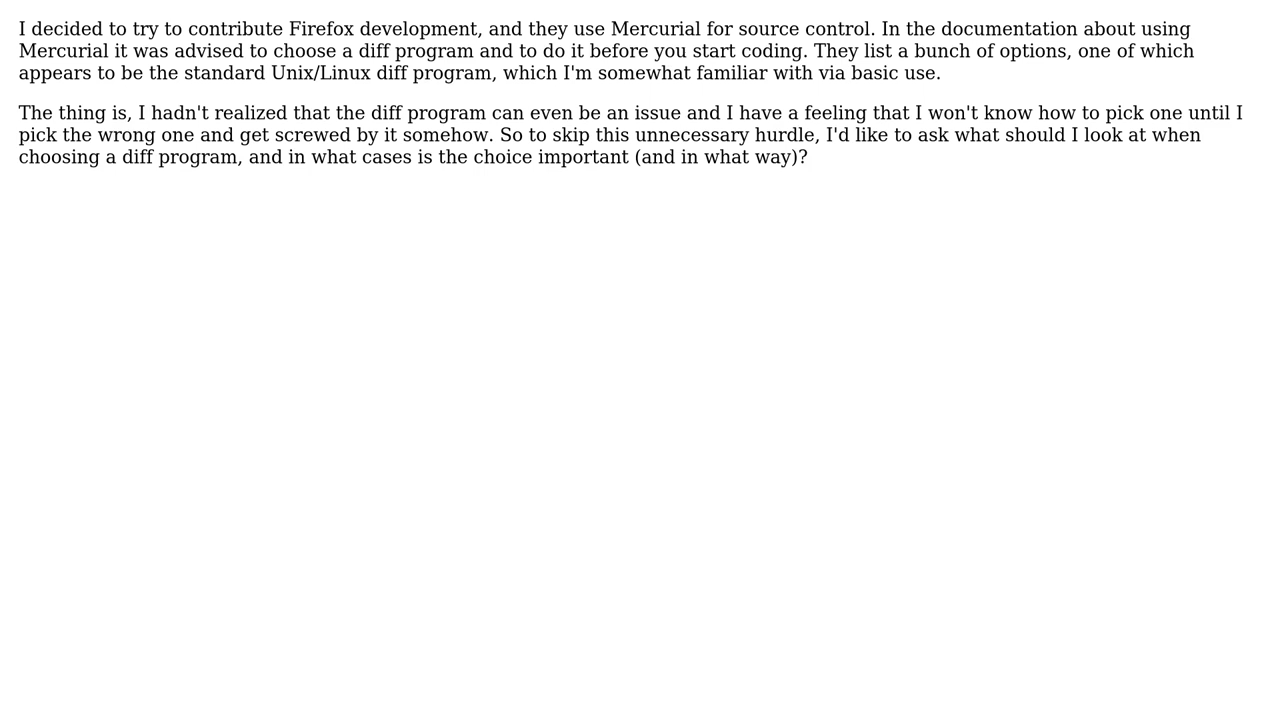 I decided to try to contribute Firefox development, and they use Mercurial for source control. In the documentation about using
Mercurial it was advised to choose a diff program and to do it before you start coding. They list a bunch of options, one of which
appears to be the standard Unix/Linux diff program, which I'm somewhat familiar with via basic use.
The thing is, I hadn't realized that the diff program can even be an issue and I have a feeling that I won't know how to pick one until I
pick the wrong one and get screwed by it somehow. So to skip this unnecessary hurdle, I'd like to ask what should I look at when
choosing a diff program, and in what cases is the choice important (and in what way)?